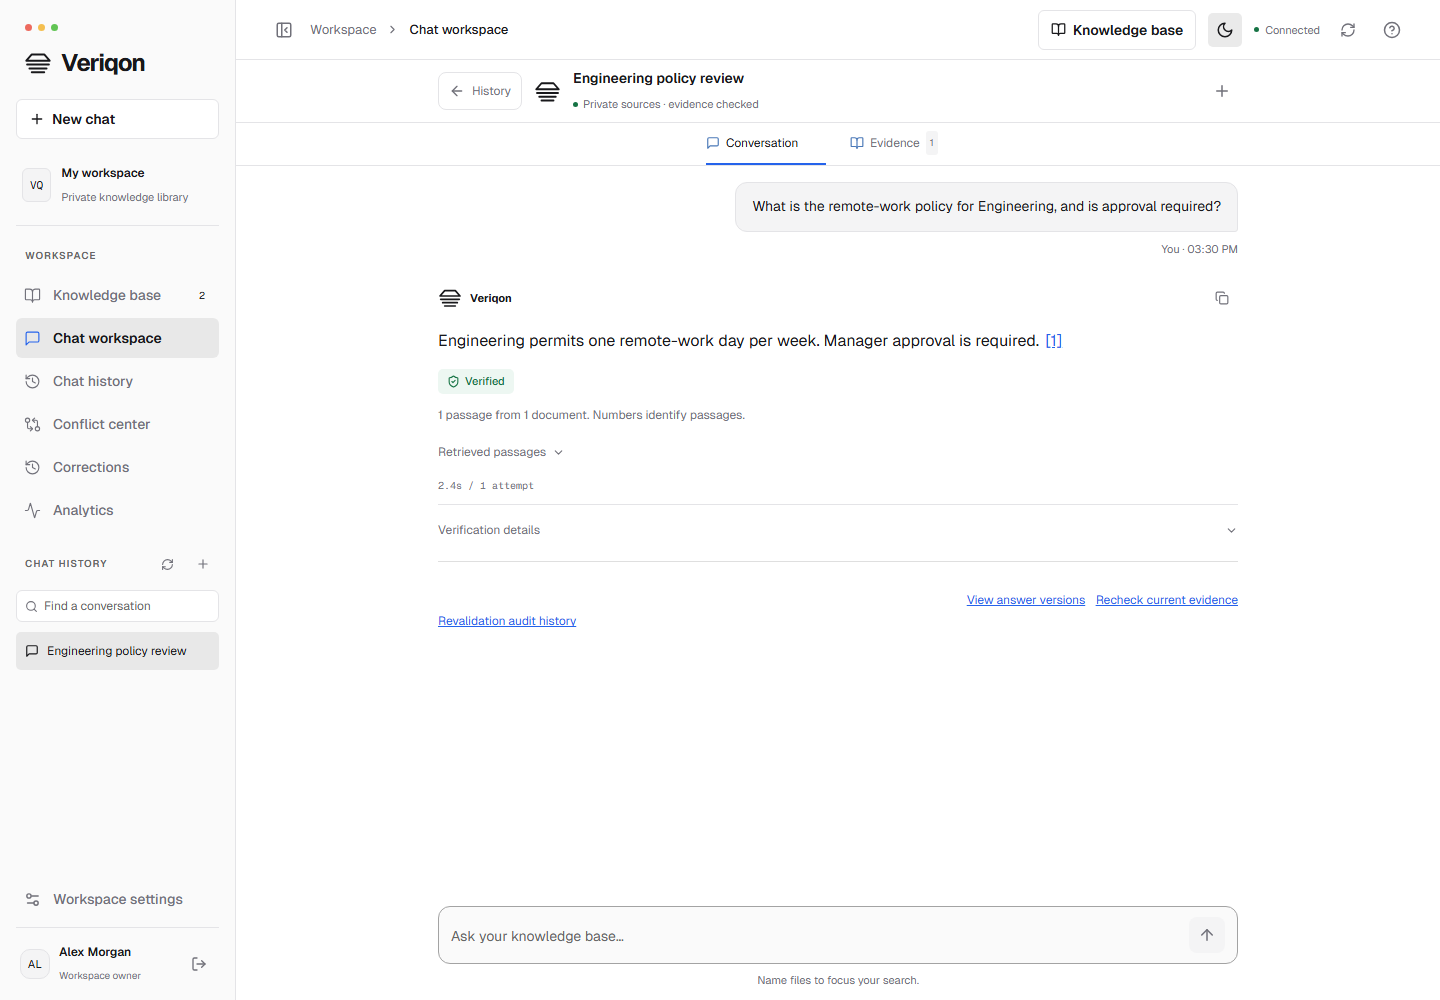 Veriqon
New chat
VQ
My workspace
Private knowledge library
WORKSPACE
Knowledge base 2
Chat workspace
Chat history
Conflict center
Corrections
Analytics
CHAT HISTORY
Find a conversation
Engineering policy review
Workspace settings
AL
Alex Morgan
Workspace owner
Workspace > Chat workspace
Knowledge base
Connected
History
Engineering policy review
Private sources · evidence checked
Conversation
Evidence 1
What is the remote-work policy for Engineering, and is approval required?
You · 03:30 PM
Veriqon
Engineering permits one remote-work day per week. Manager approval is required. [1]
Verified
1 passage from 1 document. Numbers identify passages.
Retrieved passages
2.4s / 1 attempt
Verification details
View answer versions Recheck current evidence
Revalidation audit history
Ask your knowledge base...
Name files to focus your search.